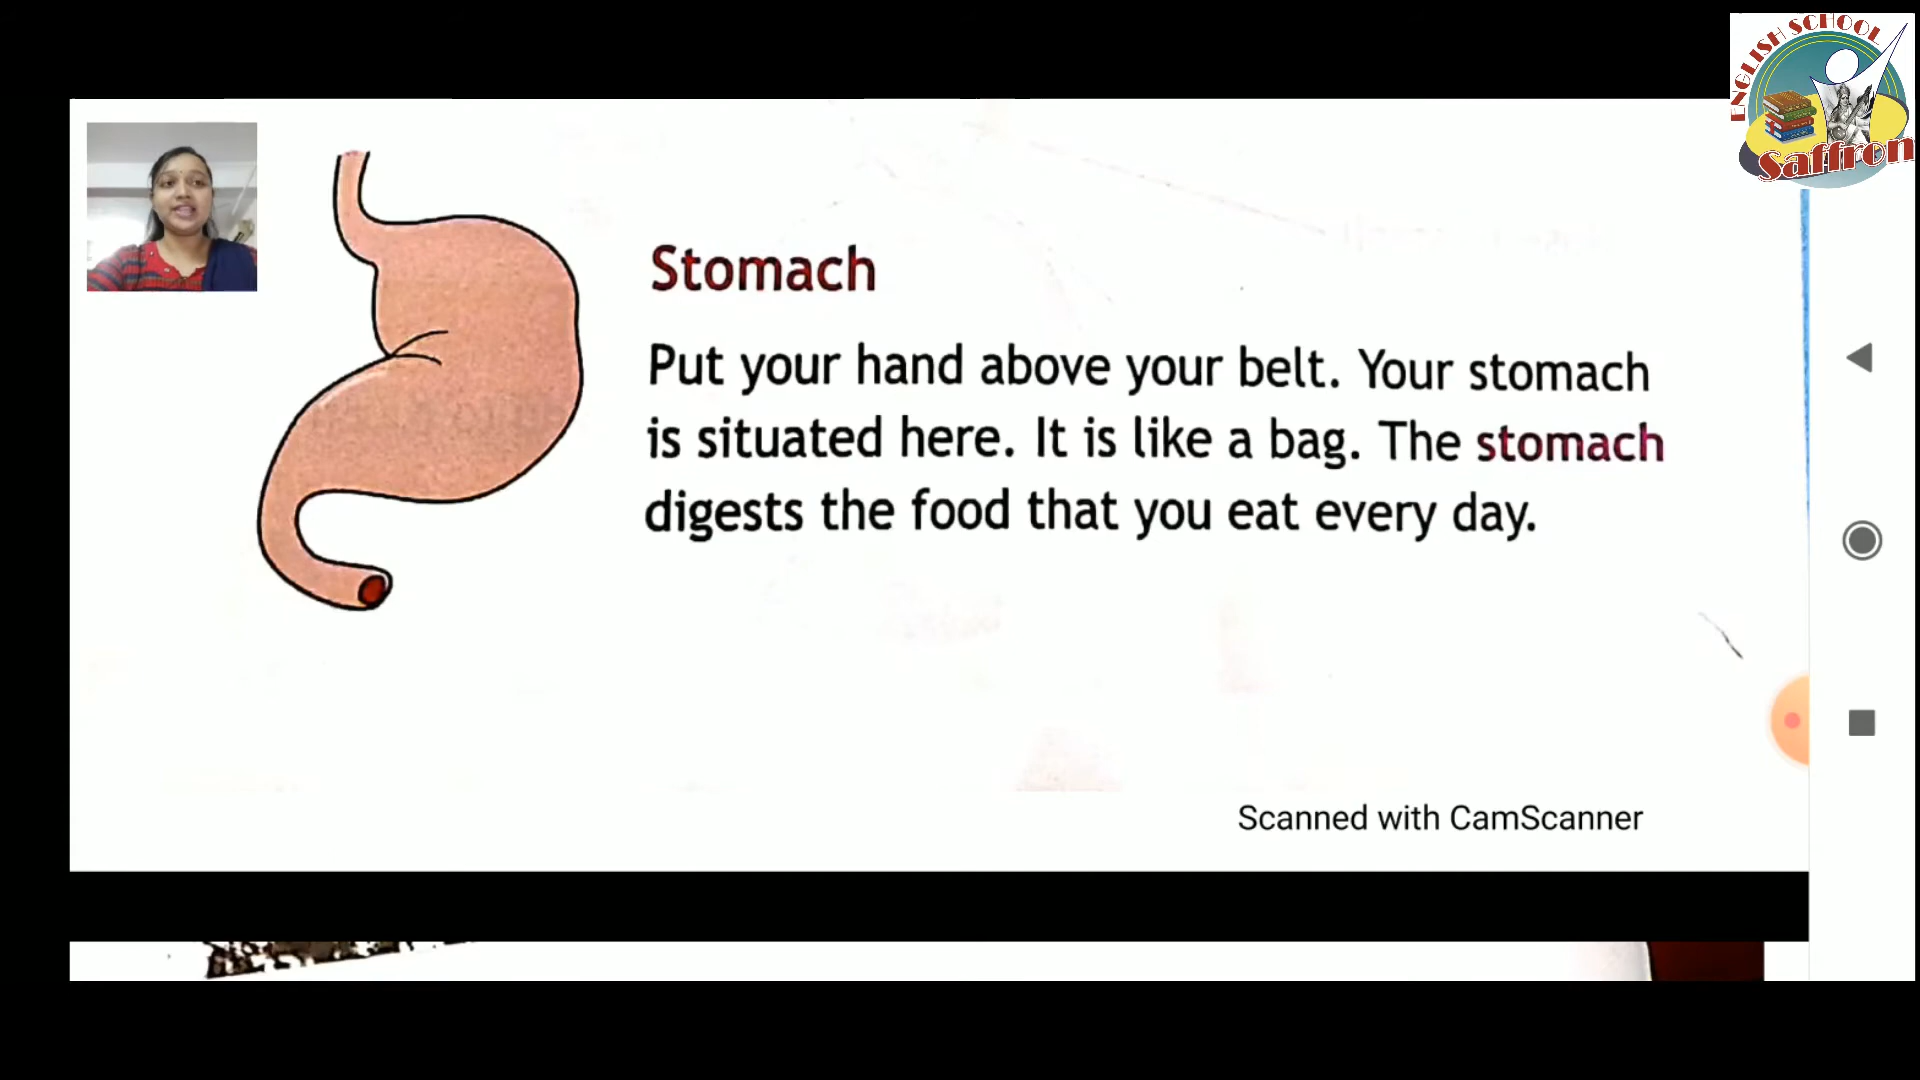 ENGLISH SCHOOL
Saffron
Stomach
Put your hand above your belt. Your stomach
is situated here. It is like a bag. The stomach
digests the food that you eat every day.
Scanned with CamScanner